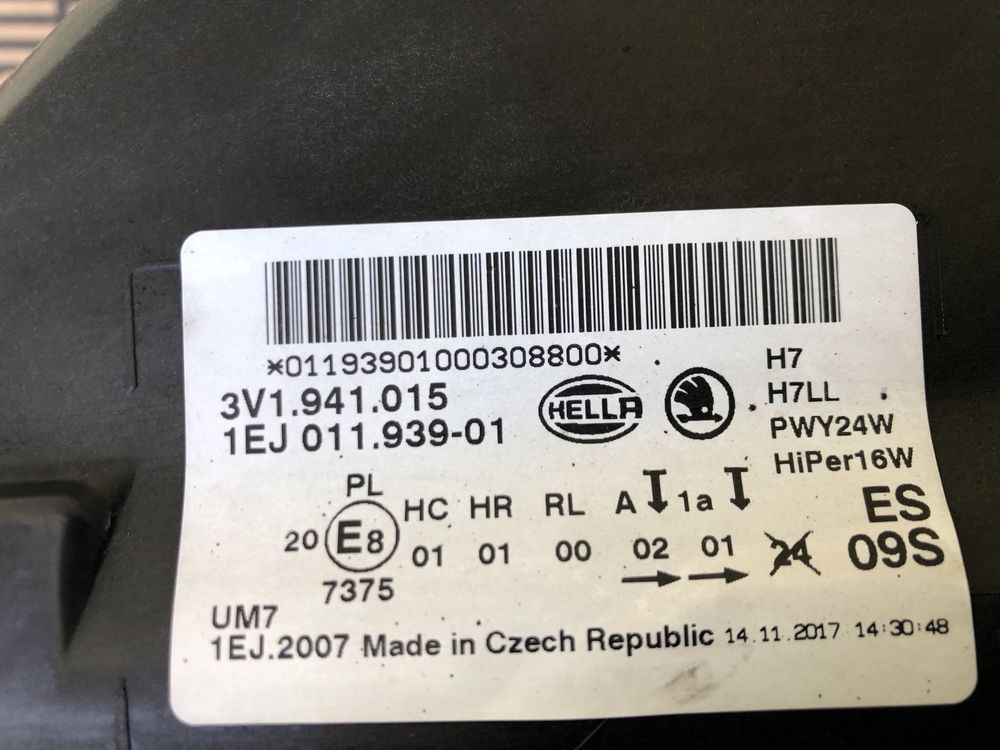 *01193901000308800*
3V1.941.015
1EJ 011.939-01
HELLA
H7
H7LL
PWY24W
HiPer16W
PL
HC HR RL A 1a
ES
20 E8 01 01 00 02 01 24 09S
7375
UM7
1EJ.2007 Made in Czech Republic 14.11.2017 14:30:48